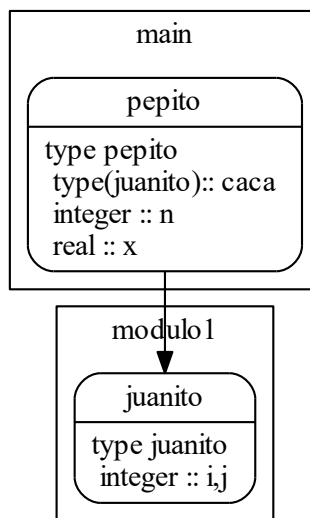 main
pepito
type pepito
type(juanito):: caca
integer :: n
real :: x
modulo1
juanito
type juanito
integer :: i,j